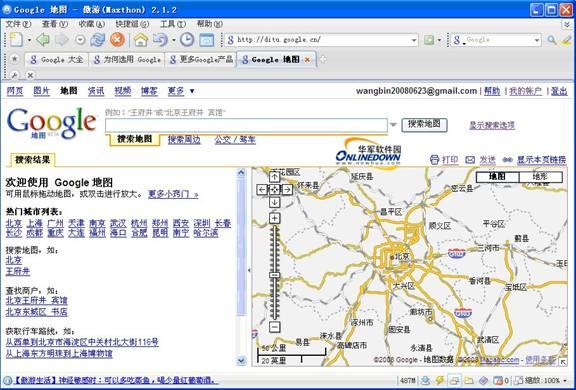 Google 地图 - 傲游(Maxthon) 2.1.2
文件(F) 查看(V) 收藏(A) 快捷组(G) 工具(T) 帮助(H)
http://ditu.google.cn/
Google
Google 大全 为何选用 Google 更多Google产品 Google 地图
网页 图片 地图 资讯 视频 博客 更多 ▼
wangbin20080623@gmail.com | 帮助 | 我的帐户 | 登出
例如：“王府井”或“北京王府井 宾馆”
Google 地图 BETA
搜索地图
显示搜索选项
搜索地图 搜索周边 公交 / 驾车
华军软件园
ONLINEDOWN
www.newhua.com
搜索结果
打印 发送 显示本页链接
欢迎使用 Google 地图
可用鼠标拖动地图，或双击进行放大。 更多小窍门 »
热门城市列表：
北京 上海 广州 天津 南京 武汉 杭州 郑州 西安 深圳 长春
长沙 成都 重庆 大连 福州 海口 合肥 昆明 南宁 哈尔滨
搜索地图，如：
北京
王府井
查找商户，如：
北京王府井 宾馆
北京东城区 书店
获取行车路线，如：
从西单到北京市海淀区中关村北大街116号
从上海东方明珠到上海博物馆
地图 地形
延庆县
怀来县
密云县
昌平区
顺义区
平谷区
蓟县
北京
三河市
大兴区
香河县
宝坻区
廊坊市
涿州市
固安县
涞水县
易县
武清区
50 公里
20 英里
©2008 Google - 地图数据 ©2008 Mapabc.com - 使用条款
【傲游生活】神经敏感时：可以多吃蒸鱼，喝少量红葡萄酒。
487M
0
缩放 100%